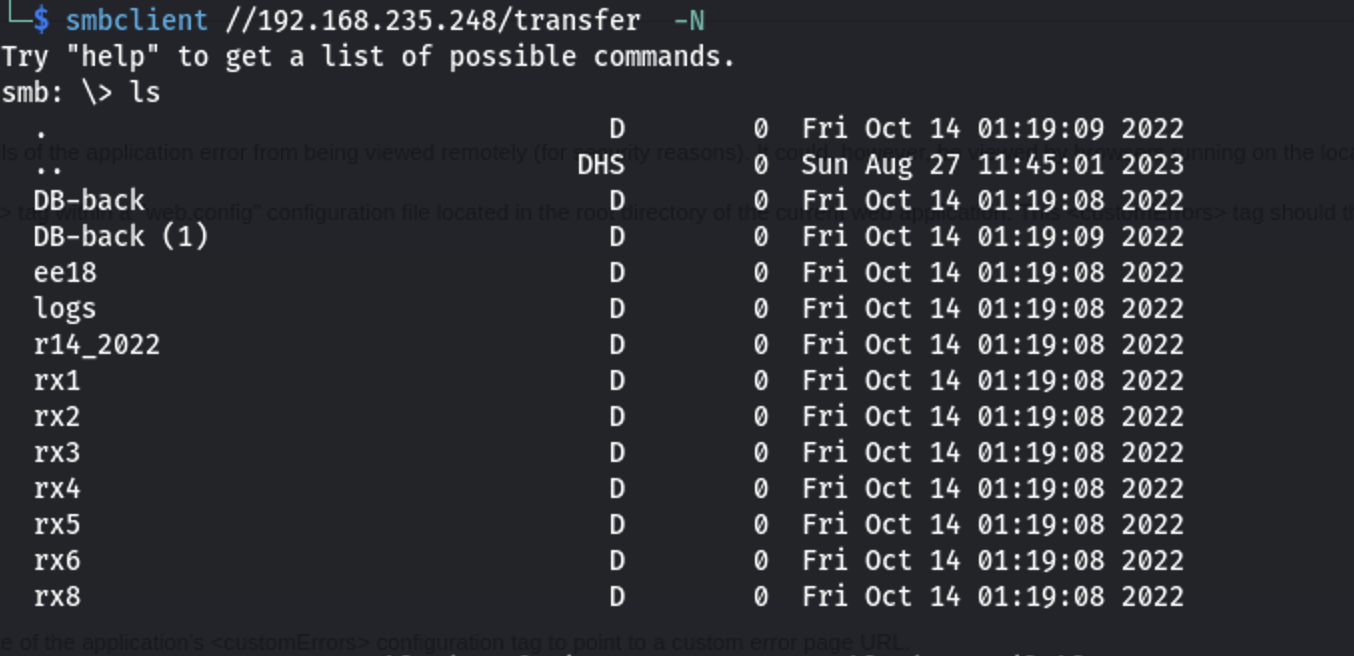 └─$ smbclient //192.168.235.248/transfer  -N
Try "help" to get a list of possible commands.
smb: \> ls
  .                                   D        0  Fri Oct 14 01:19:09 2022
ls of the application error from being viewed remotely (for security reasons). It could, however, be viewed by browsers running on the loc
  ..                                DHS        0  Sun Aug 27 11:45:01 2023
  DB-back                             D        0  Fri Oct 14 01:19:08 2022
> tag within a "web.config" configuration file located in the root directory of the current web application. This <customErrors> tag should t
  DB-back (1)                         D        0  Fri Oct 14 01:19:09 2022
  ee18                                D        0  Fri Oct 14 01:19:08 2022
  logs                                D        0  Fri Oct 14 01:19:08 2022
  r14_2022                            D        0  Fri Oct 14 01:19:08 2022
  rx1                                 D        0  Fri Oct 14 01:19:08 2022
  rx2                                 D        0  Fri Oct 14 01:19:08 2022
  rx3                                 D        0  Fri Oct 14 01:19:08 2022
  rx4                                 D        0  Fri Oct 14 01:19:08 2022
  rx5                                 D        0  Fri Oct 14 01:19:08 2022
  rx6                                 D        0  Fri Oct 14 01:19:08 2022
  rx8                                 D        0  Fri Oct 14 01:19:08 2022
e of the application's <customErrors> configuration tag to point to a custom error page URL.